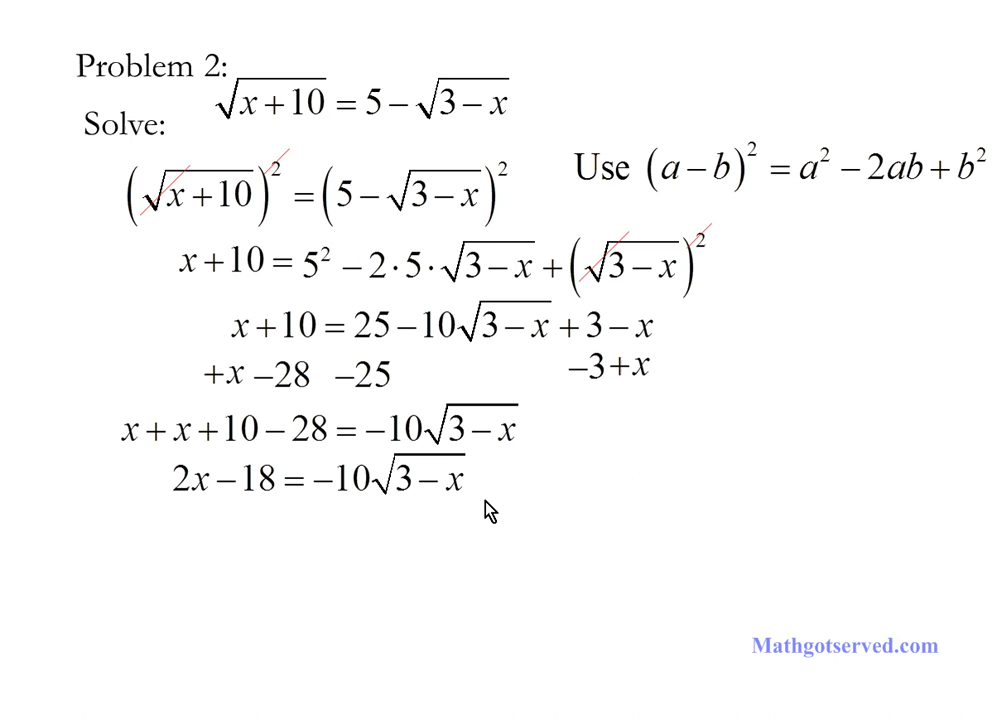 Problem 2:
√(x+10) = 5 − √(3−x)
Solve:
(√(x+10))² = (5 − √(3−x))²
Use (a−b)² = a² − 2ab + b²
x+10 = 5² − 2·5·√(3−x) + (√(3−x))²
x+10 = 25 − 10√(3−x) + 3 − x
+x −28 −25 −3+x
x + x + 10 − 28 = −10√(3−x)
2x − 18 = −10√(3−x)
Mathgotserved.com